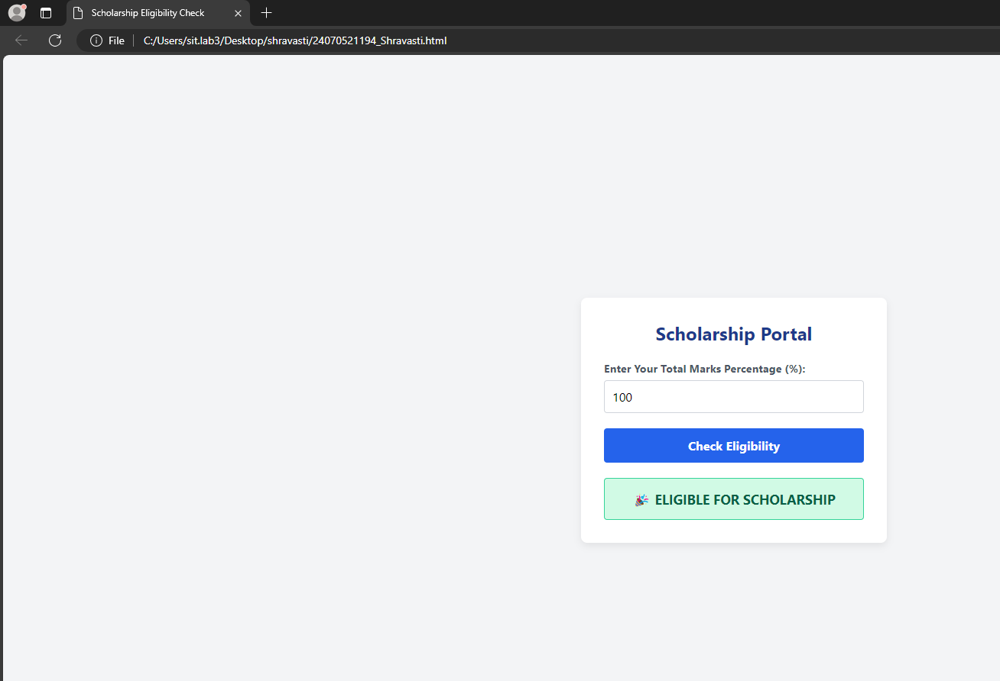 Scholarship Eligibility Check
File
C:/Users/sit.lab3/Desktop/shravasti/24070521194_Shravasti.html
Scholarship Portal
Enter Your Total Marks Percentage (%):
100
Check Eligibility
🎉 ELIGIBLE FOR SCHOLARSHIP